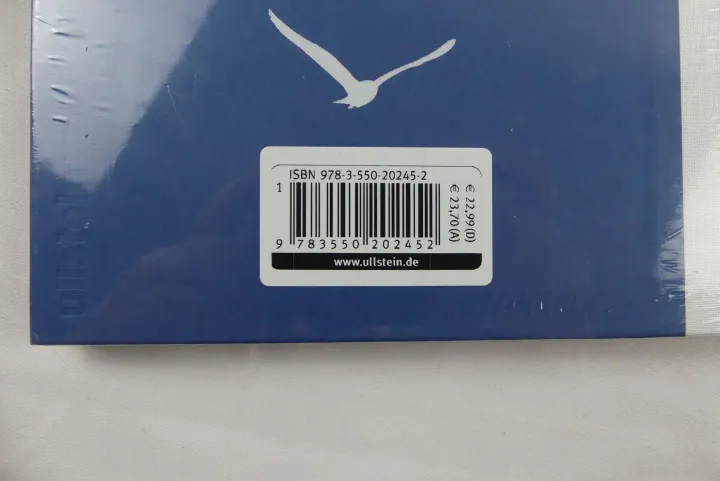 ISBN 978-3-550-20245-2
1
9 783550 202452
€ 22,99 (D)
€ 23,70 (A)
www.ullstein.de